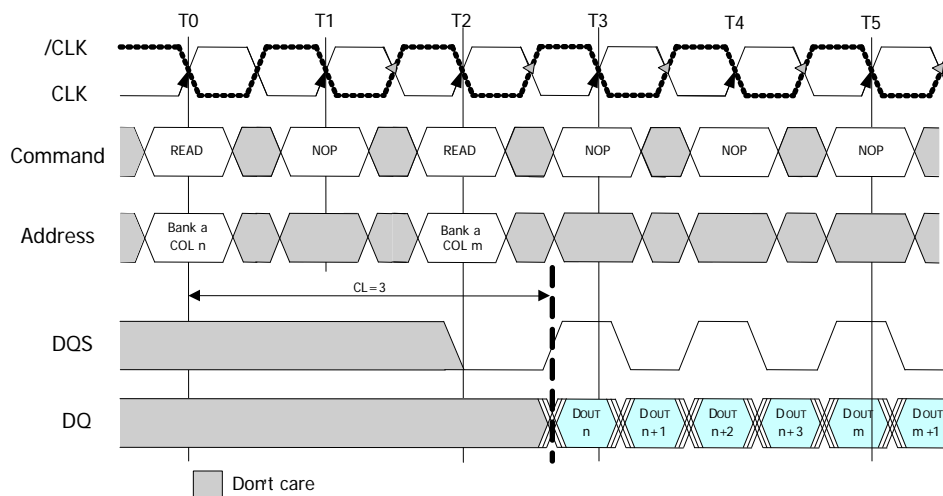 T0 T1 T2 T3 T4 T5
/CLK
CLK
Command READ NOP READ NOP NOP NOP
Address Bank a COL n Bank a COL m
CL=3
DQS
DQ DOUT n DOUT n+1 DOUT n+2 DOUT n+3 DOUT m DOUT m+1
Don't care